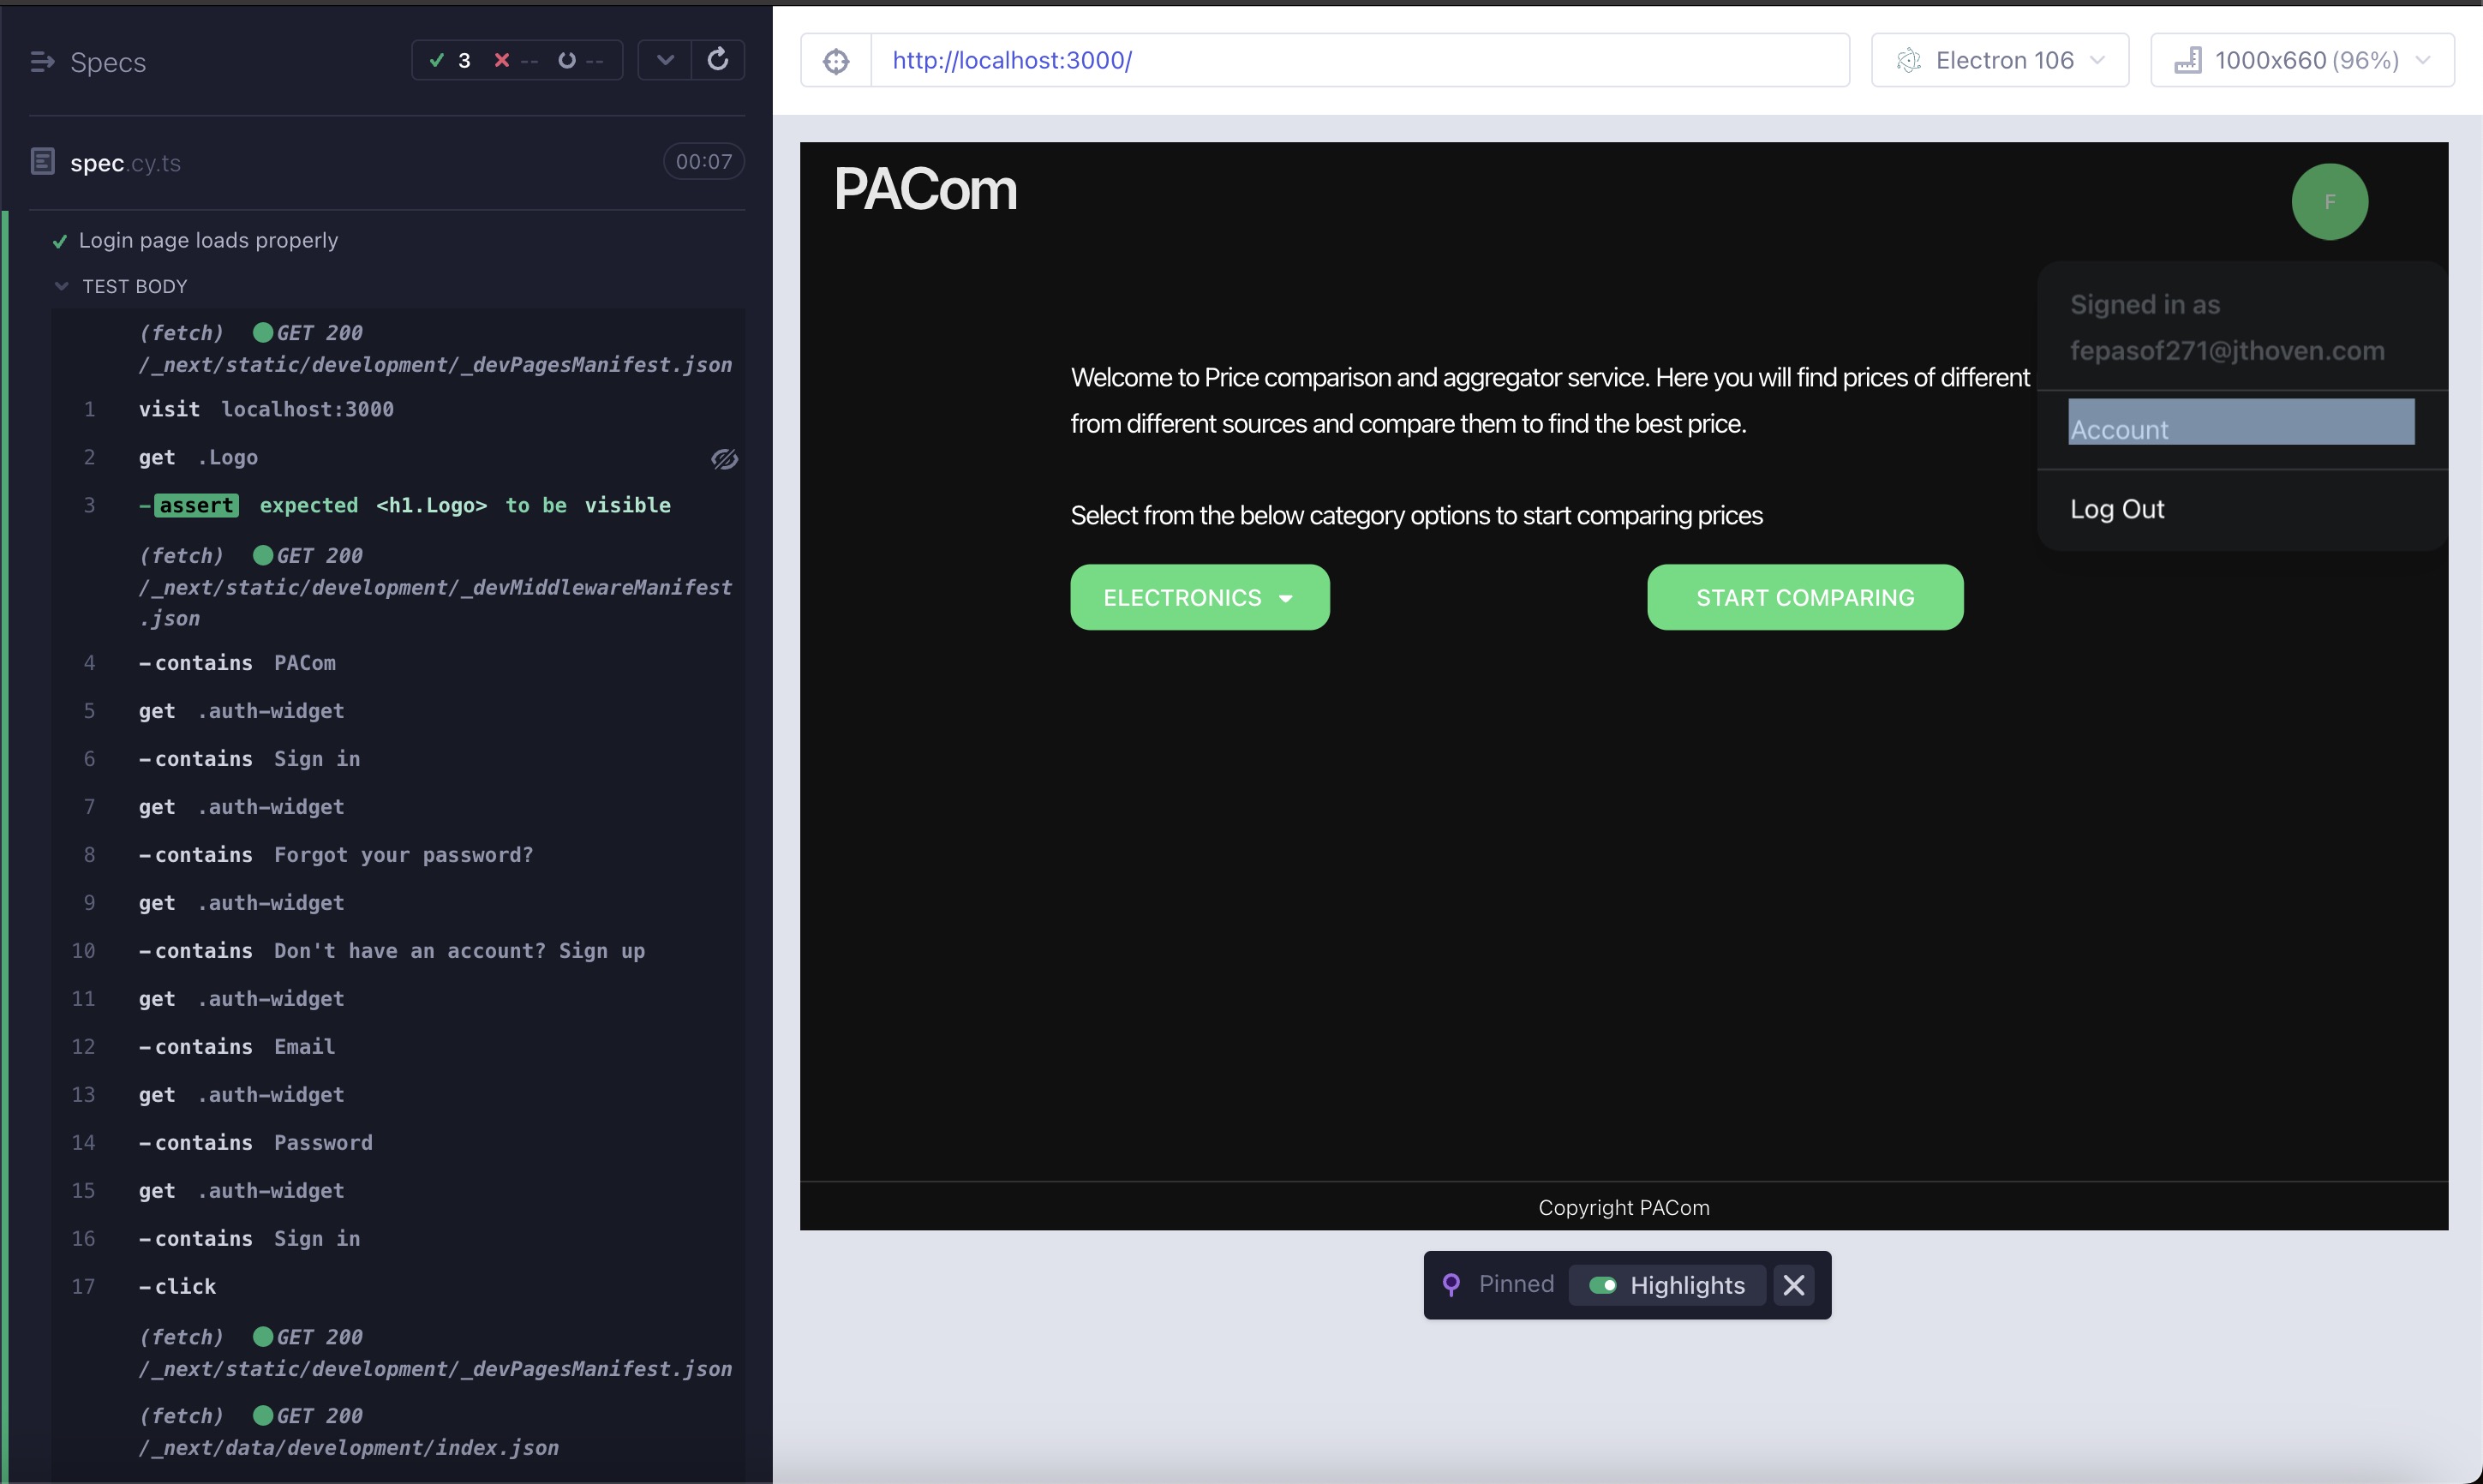 Specs
3 -- --
spec.cy.ts
00:07
Login page loads properly
TEST BODY
(fetch) GET 200
/_next/static/development/_devPagesManifest.json
1 visit localhost:3000
2 get .Logo
3 -assert expected <h1.Logo> to be visible
(fetch) GET 200
/_next/static/development/_devMiddlewareManifest
.json
4 -contains PACom
5 get .auth-widget
6 -contains Sign in
7 get .auth-widget
8 -contains Forgot your password?
9 get .auth-widget
10 -contains Don't have an account? Sign up
11 get .auth-widget
12 -contains Email
13 get .auth-widget
14 -contains Password
15 get .auth-widget
16 -contains Sign in
17 -click
(fetch) GET 200
/_next/static/development/_devPagesManifest.json
(fetch) GET 200
/_next/data/development/index.json
http://localhost:3000/
Electron 106
1000x660 (96%)
PACom
F
Signed in as
fepasof271@jthoven.com
Account
Log Out
Welcome to Price comparison and aggregator service. Here you will find prices of different
from different sources and compare them to find the best price.
Select from the below category options to start comparing prices
ELECTRONICS
START COMPARING
Copyright PACom
Pinned
Highlights